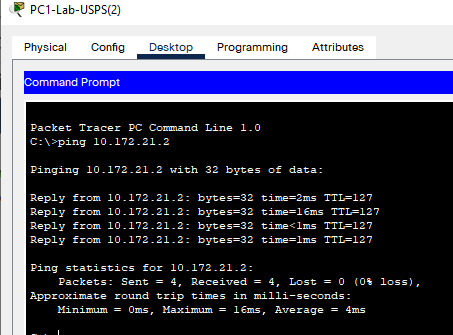 PC1-Lab-USPS(2)
Physical Config Desktop Programming Attributes
Command Prompt
Packet Tracer PC Command Line 1.0
C:\>ping 10.172.21.2
Pinging 10.172.21.2 with 32 bytes of data:
Reply from 10.172.21.2: bytes=32 time=2ms TTL=127
Reply from 10.172.21.2: bytes=32 time=16ms TTL=127
Reply from 10.172.21.2: bytes=32 time<1ms TTL=127
Reply from 10.172.21.2: bytes=32 time=1ms TTL=127
Ping statistics for 10.172.21.2:
Packets: Sent = 4, Received = 4, Lost = 0 (0% loss),
Approximate round trip times in milli-seconds:
Minimum = 0ms, Maximum = 16ms, Average = 4ms